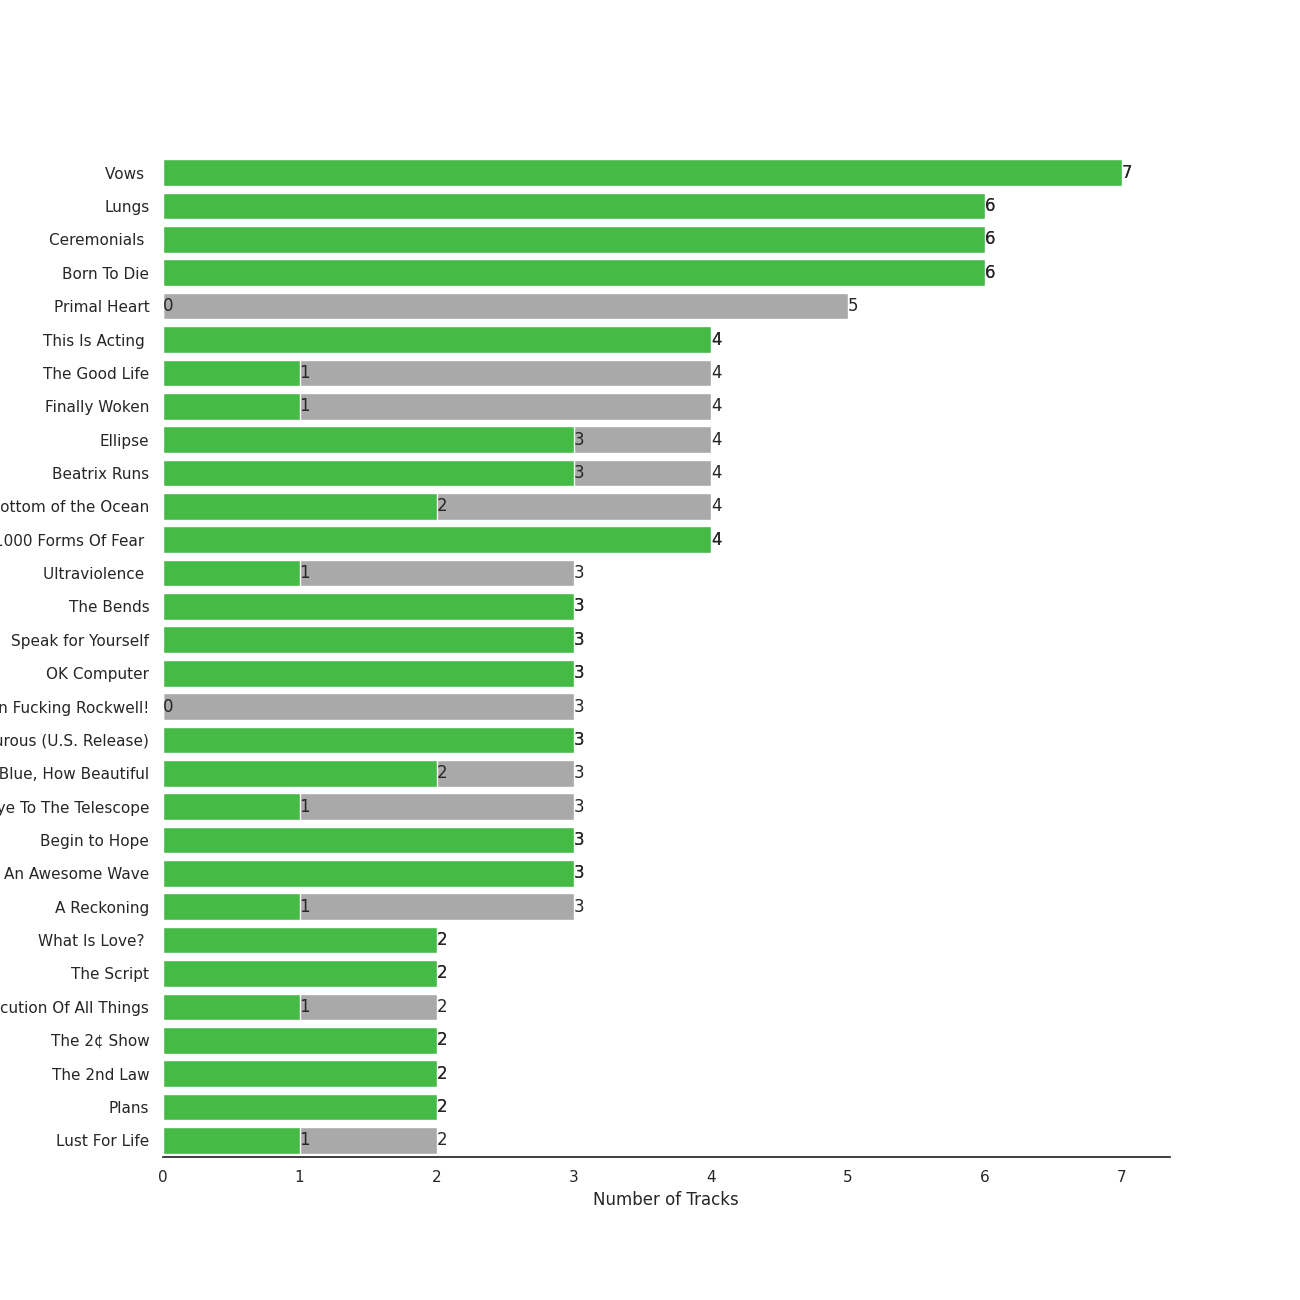 Vows 7
Lungs 6
Ceremonials 6
Born To Die 6
Primal Heart 0 5
This Is Acting 4
The Good Life 1 4
Finally Woken 1 4
Ellipse 3 4
Beatrix Runs 3 4
ottom of the Ocean 2 4
1000 Forms Of Fear 4
Ultraviolence 1 3
The Bends 3
Speak for Yourself 3
OK Computer 3
n Fucking Rockwell! 0 3
urous (U.S. Release) 3
Blue, How Beautiful 2 3
ye To The Telescope 1 3
Begin to Hope 3
An Awesome Wave 3
A Reckoning 1 3
What Is Love? 2
The Script 2
cution Of All Things 1 2
The 2¢ Show 2
The 2nd Law 2
Plans 2
Lust For Life 1 2
0 1 2 3 4 5 6 7
Number of Tracks